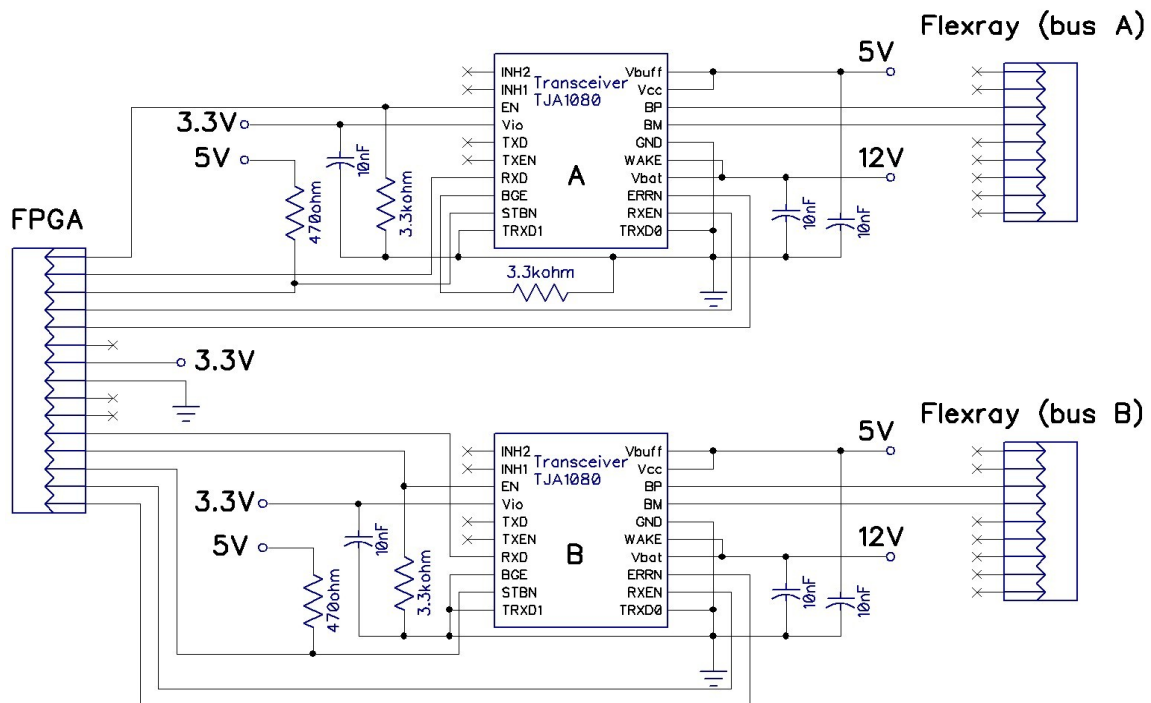 Flexray (bus A)
5V
INH2 Transceiver Vbuff
INH1 TJA1080 Vcc
EN BP
3.3V
Vio BM
TXD GND
5V
10nF
TXEN WAKE
12V
RXD A Vbat
BGE ERRN
STBN RXEN
TRXD1 TRXD0
470ohm
3.3kohm
10nF
10nF
FPGA
3.3kohm
3.3V
Flexray (bus B)
5V
INH2 Transceiver Vbuff
INH1 TJA1080 Vcc
EN BP
3.3V
Vio BM
TXD GND
5V
10nF
TXEN WAKE
12V
RXD B Vbat
BGE ERRN
STBN RXEN
TRXD1 TRXD0
470ohm
3.3kohm
10nF
10nF